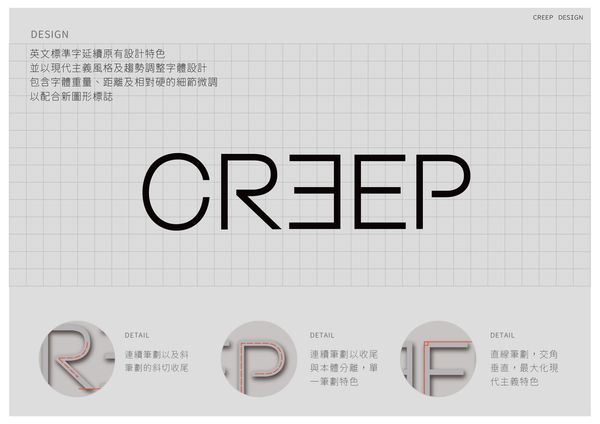 CREEP DESIGN
DESIGN
英文標準字延續原有設計特色
並以現代主義風格及趨勢調整字體設計
包含字體重量、距離及相對硬的細節微調
以配合新圖形標誌
CRƎEP
DETAIL
連續筆劃以及斜
筆劃的斜切收尾
DETAIL
連續筆劃以收尾
與本體分離，單
一筆劃特色
DETAIL
直線筆劃，交角
垂直，最大化現
代主義特色